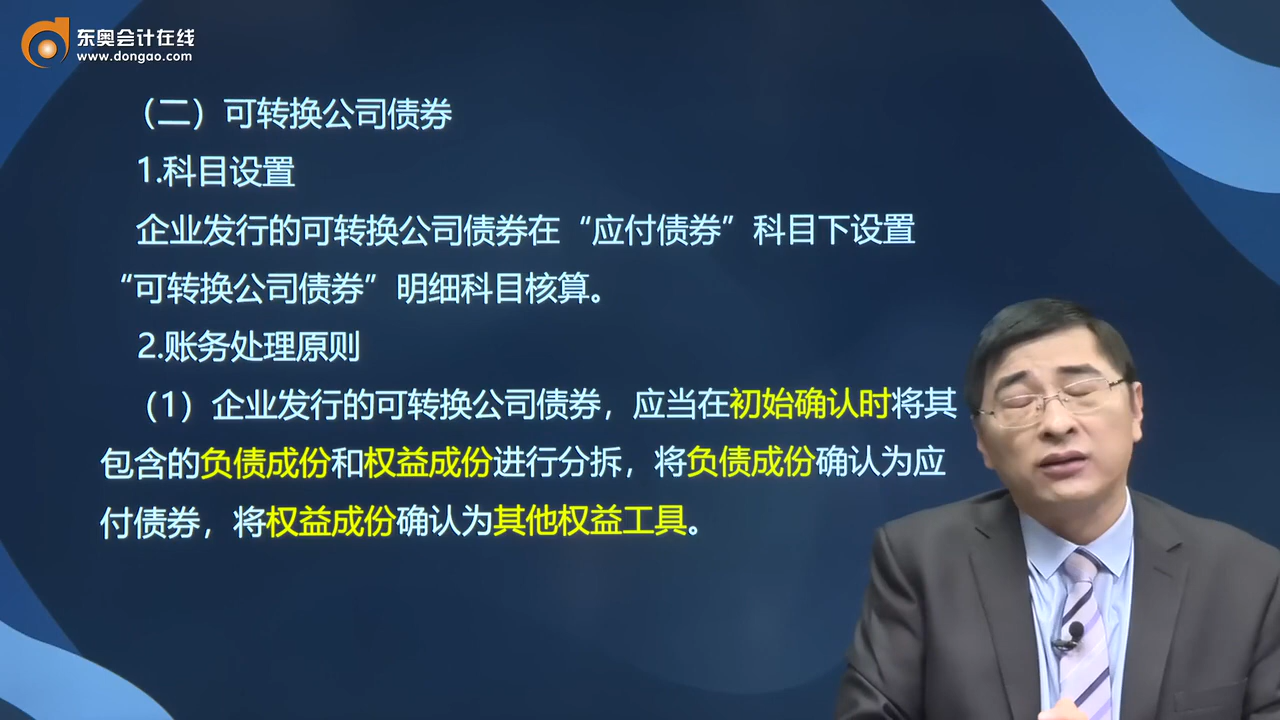 东奥会计在线
www.dongao.com
（二）可转换公司债券
1.科目设置
企业发行的可转换公司债券在“应付债券”科目下设置
“可转换公司债券”明细科目核算。
2.账务处理原则
（1）企业发行的可转换公司债券，应当在初始确认时将其
包含的负债成份和权益成份进行分拆，将负债成份确认为应
付债券，将权益成份确认为其他权益工具。